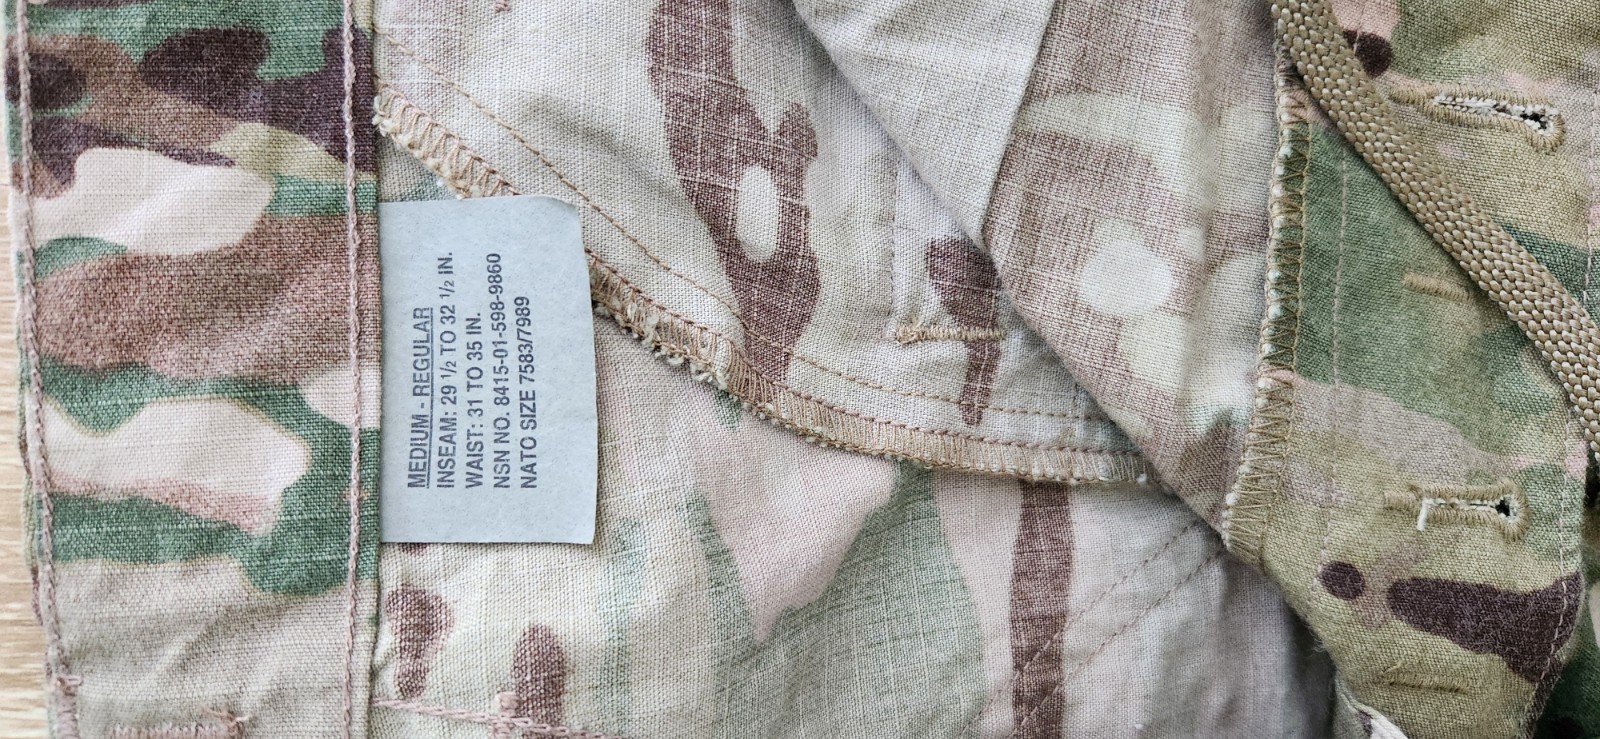 MEDIUM - REGULAR
INSEAM: 29 1/2 TO 32 1/2 IN.
WAIST: 31 TO 35 IN.
NSN NO. 8415-01-598-9860
NATO SIZE 7583/7989